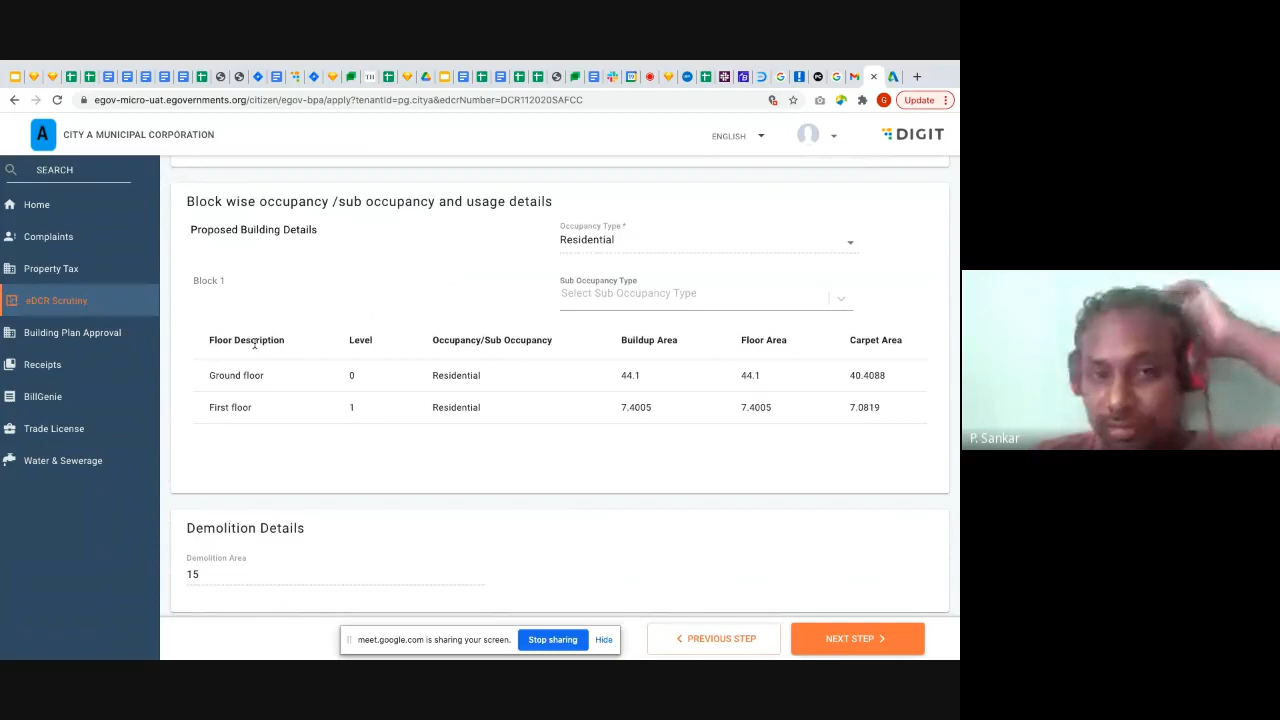 egov-micro-uat.egovernments.org/citizen/egov-bpa/apply?tenantId=pg.citya&edcrNumber=DCR112020SAFCC
G
Update
A
CITY A MUNICIPAL CORPORATION
ENGLISH
DIGIT
SEARCH
Home
Complaints
Property Tax
eDCR Scrutiny
Building Plan Approval
Receipts
BillGenie
Trade License
Water & Sewerage
Block wise occupancy /sub occupancy and usage details
Proposed Building Details
Occupancy Type *
Residential
Block 1
Sub Occupancy Type
Select Sub Occupancy Type
Floor Description Level Occupancy/Sub Occupancy Buildup Area Floor Area Carpet Area
Ground floor 0 Residential 44.1 44.1 40.4088
First floor 1 Residential 7.4005 7.4005 7.0819
Demolition Details
Demolition Area
15
meet.google.com is sharing your screen. Stop sharing Hide
PREVIOUS STEP
NEXT STEP
P. Sankar